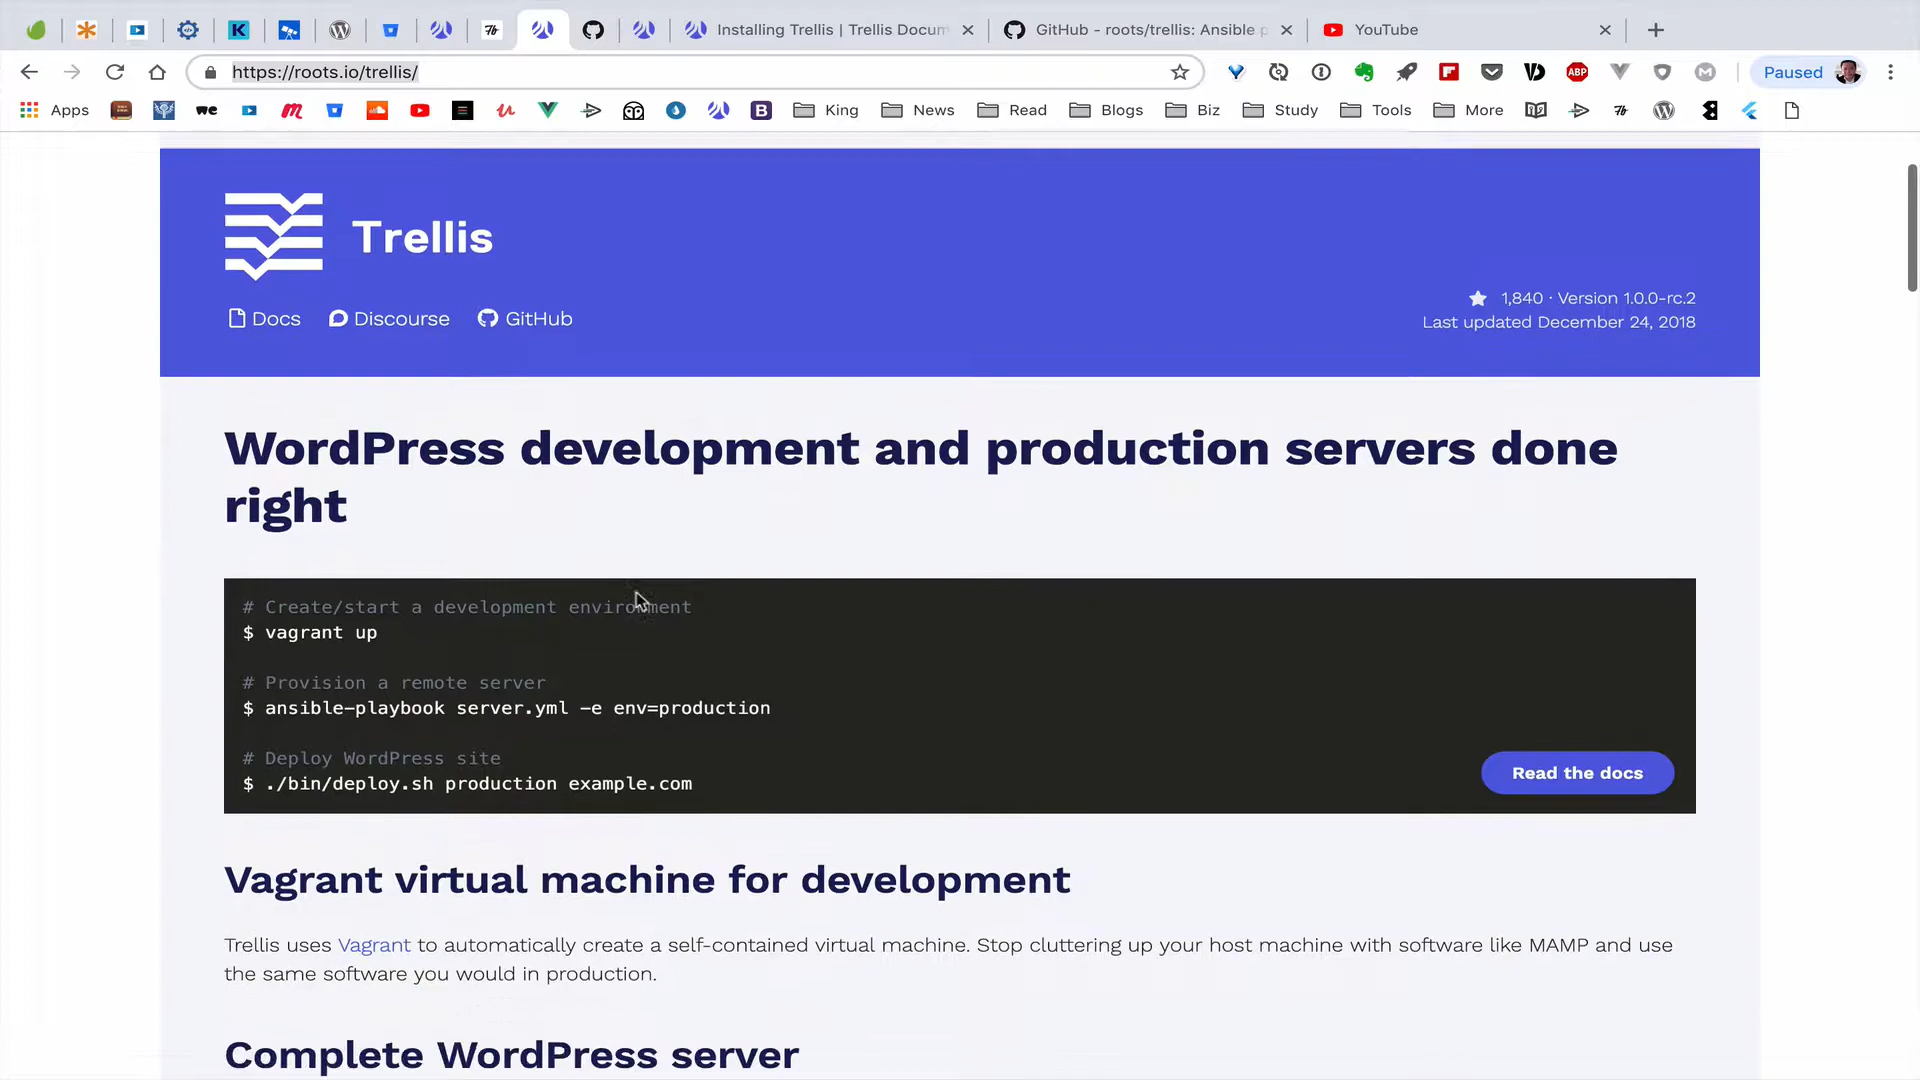 Installing Trellis | Trellis Docum
GitHub - roots/trellis: Ansible p
YouTube
https://roots.io/trellis/
Paused
Apps
King
News
Read
Blogs
Biz
Study
Tools
More
Trellis
Docs
Discourse
GitHub
1,840 · Version 1.0.0-rc.2
Last updated December 24, 2018
WordPress development and production servers done
right
# Create/start a development environment
$ vagrant up
# Provision a remote server
$ ansible-playbook server.yml -e env=production
# Deploy WordPress site
$ ./bin/deploy.sh production example.com
Read the docs
Vagrant virtual machine for development
Trellis uses Vagrant to automatically create a self-contained virtual machine. Stop cluttering up your host machine with software like MAMP and use
the same software you would in production.
Complete WordPress server